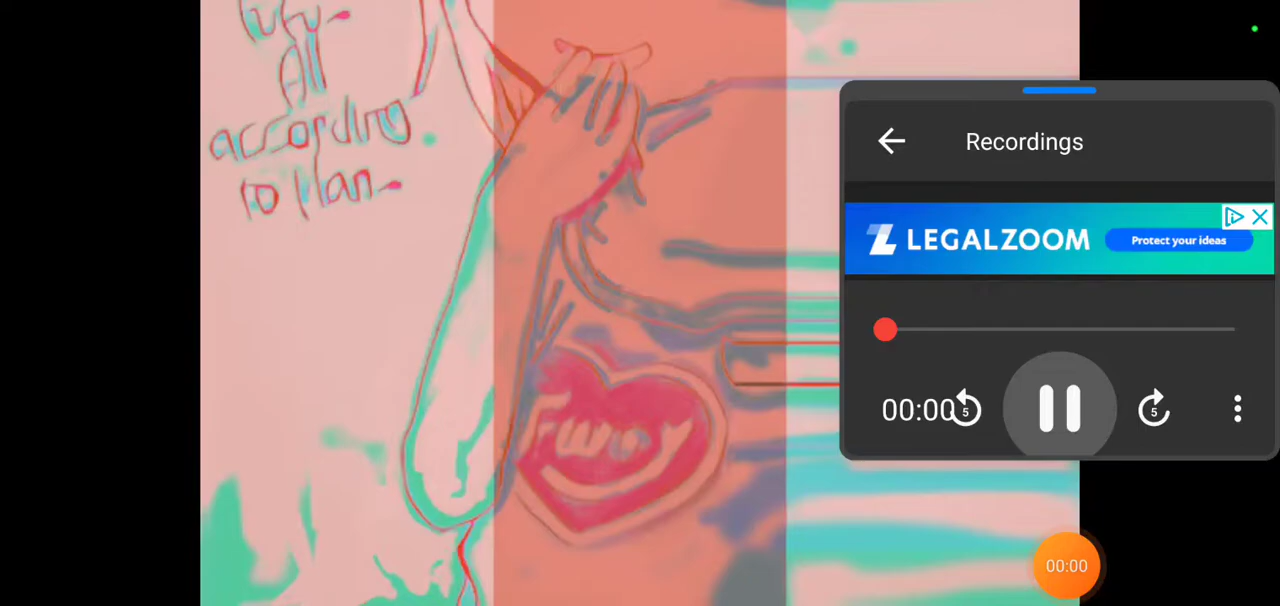 all
according
to plan
Recordings
LEGALZOOM
Protect your ideas
00:00
5
5
00:00